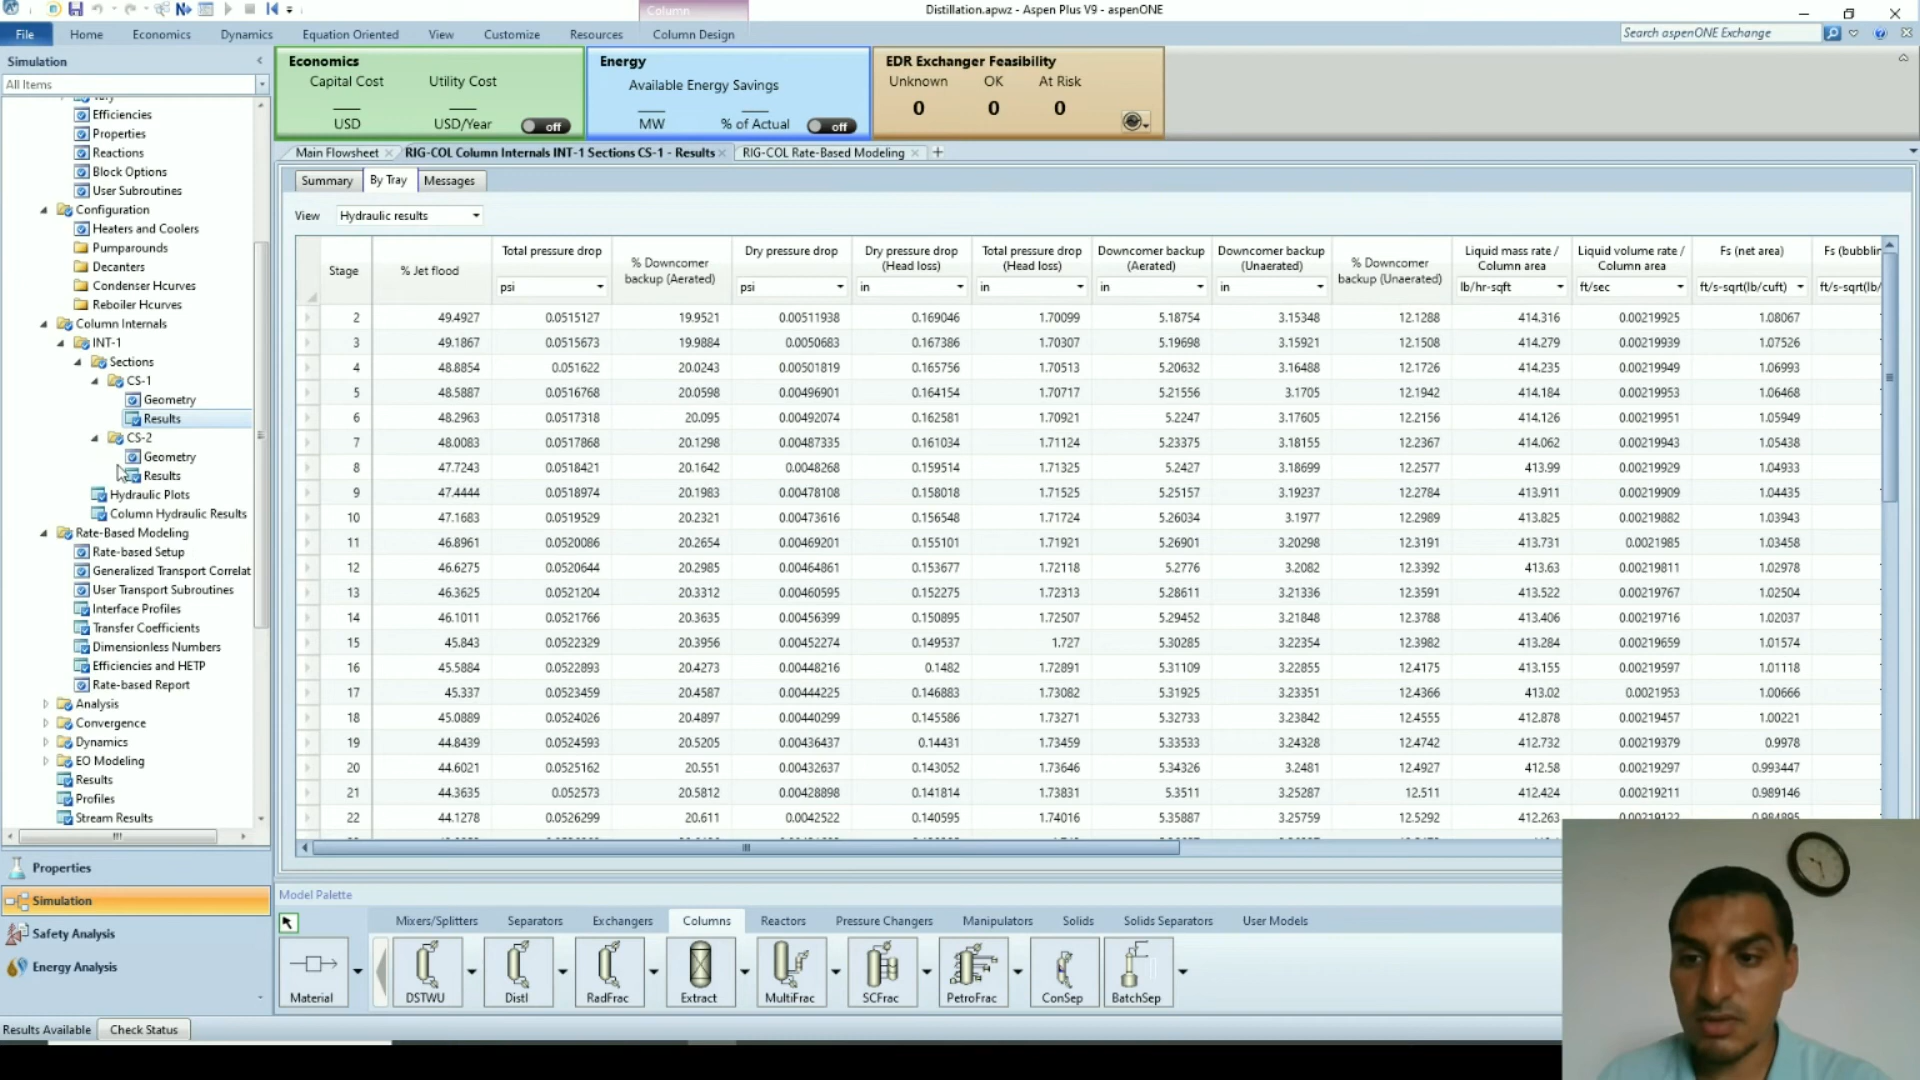 Column
Distillation.apwz - Aspen Plus V9 - aspenONE
File Home Economics Dynamics Equation Oriented View Customize Resources Column Design
Search aspenONE Exchange
Simulation
All Items
Efficiencies
Properties
Reactions
Block Options
User Subroutines
Configuration
Heaters and Coolers
Pumparounds
Decanters
Condenser Hcurves
Reboiler Hcurves
Column Internals
INT-1
Sections
CS-1
Geometry
Results
CS-2
Geometry
Results
Hydraulic Plots
Column Hydraulic Results
Rate-Based Modeling
Rate-based Setup
Generalized Transport Correlat
User Transport Subroutines
Interface Profiles
Transfer Coefficients
Dimensionless Numbers
Efficiencies and HETP
Rate-based Report
Analysis
Convergence
Dynamics
EO Modeling
Results
Profiles
Stream Results
Properties
Simulation
Safety Analysis
Energy Analysis
Results Available Check Status
Economics
Capital Cost Utility Cost
USD USD/Year off
Energy
Available Energy Savings
MW % of Actual off
EDR Exchanger Feasibility
Unknown OK At Risk
0 0 0
Main Flowsheet RIG-COL Column Internals INT-1 Sections CS-1 - Results RIG-COL Rate-Based Modeling
Summary By Tray Messages
View Hydraulic results
Stage % Jet flood Total pressure drop % Downcomer backup (Aerated) Dry pressure drop Dry pressure drop (Head loss) Total pressure drop (Head loss) Downcomer backup (Aerated) Downcomer backup (Unaerated) % Downcomer backup (Unaerated) Liquid mass rate / Column area Liquid volume rate / Column area Fs (net area) Fs (bubblin
psi psi in in in in lb/hr-sqft ft/sec ft/s-sqrt(lb/cuft) ft/s-sqrt(lb/
2 49.4927 0.0515127 19.9521 0.00511938 0.169046 1.70099 5.18754 3.15348 12.1288 414.316 0.00219925 1.08067
3 49.1867 0.0515673 19.9884 0.0050683 0.167386 1.70307 5.19698 3.15921 12.1508 414.279 0.00219939 1.07526
4 48.8854 0.051622 20.0243 0.00501819 0.165756 1.70513 5.20632 3.16488 12.1726 414.235 0.00219949 1.06993
5 48.5887 0.0516768 20.0598 0.00496901 0.164154 1.70717 5.21556 3.1705 12.1942 414.184 0.00219953 1.06468
6 48.2963 0.0517318 20.095 0.00492074 0.162581 1.70921 5.2247 3.17605 12.2156 414.126 0.00219951 1.05949
7 48.0083 0.0517868 20.1298 0.00487335 0.161034 1.71124 5.23375 3.18155 12.2367 414.062 0.00219943 1.05438
8 47.7243 0.0518421 20.1642 0.0048268 0.159514 1.71325 5.2427 3.18699 12.2577 413.99 0.00219929 1.04933
9 47.4444 0.0518974 20.1983 0.00478108 0.158018 1.71525 5.25157 3.19237 12.2784 413.911 0.00219909 1.04435
10 47.1683 0.0519529 20.2321 0.00473616 0.156548 1.71724 5.26034 3.1977 12.2989 413.825 0.00219882 1.03943
11 46.8961 0.0520086 20.2654 0.00469201 0.155101 1.71921 5.26901 3.20298 12.3191 413.731 0.0021985 1.03458
12 46.6275 0.0520644 20.2985 0.00464861 0.153677 1.72118 5.2776 3.2082 12.3392 413.63 0.00219811 1.02978
13 46.3625 0.0521204 20.3312 0.00460595 0.152275 1.72313 5.28611 3.21336 12.3591 413.522 0.00219767 1.02504
14 46.1011 0.0521766 20.3635 0.00456399 0.150895 1.72507 5.29452 3.21848 12.3788 413.406 0.00219716 1.02037
15 45.843 0.0522329 20.3956 0.00452274 0.149537 1.727 5.30285 3.22354 12.3982 413.284 0.00219659 1.01574
16 45.5884 0.0522893 20.4273 0.00448216 0.1482 1.72891 5.31109 3.22855 12.4175 413.155 0.00219597 1.01118
17 45.337 0.0523459 20.4587 0.00444225 0.146883 1.73082 5.31925 3.23351 12.4366 413.02 0.0021953 1.00666
18 45.0889 0.0524026 20.4897 0.00440299 0.145586 1.73271 5.32733 3.23842 12.4555 412.878 0.00219457 1.00221
19 44.8439 0.0524593 20.5205 0.00436437 0.14431 1.73459 5.33533 3.24328 12.4742 412.732 0.00219379 0.9978
20 44.6021 0.0525162 20.551 0.00432637 0.143052 1.73646 5.34326 3.2481 12.4927 412.58 0.00219297 0.993447
21 44.3635 0.052573 20.5812 0.00428898 0.141814 1.73831 5.3511 3.25287 12.511 412.424 0.00219211 0.989146
22 44.1278 0.0526299 20.611 0.0042522 0.140595 1.74016 5.35887 3.25759 12.5292 412.263 0.00219122 0.984895
Model Palette
Mixers/Splitters Separators Exchangers Columns Reactors Pressure Changers Manipulators Solids Solids Separators User Models
Material DSTWU Distl RadFrac Extract MultiFrac SCFrac PetroFrac ConSep BatchSep